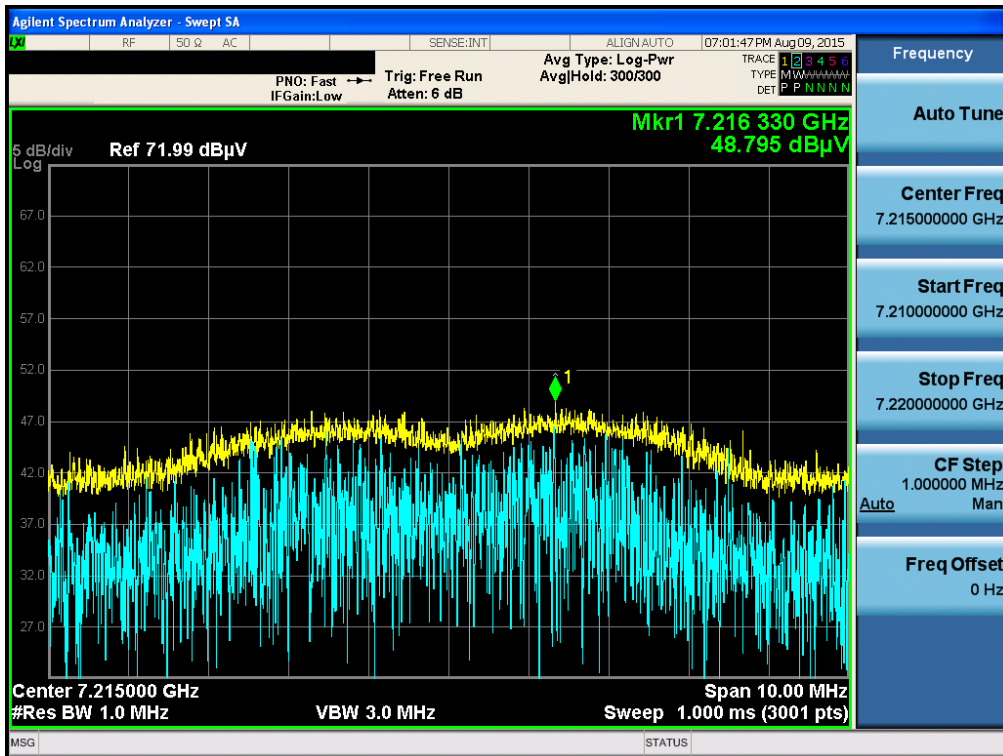 Agilent Spectrum Analyzer - Swept SA
LXI RF 50 Ω AC SENSE:INT ALIGN AUTO 07:01:47 PM Aug 09, 2015
Frequency
PNO: Fast
IFGain:Low
Trig: Free Run
Atten: 6 dB
Avg Type: Log-Pwr
Avg|Hold: 300/300
TRACE 1 2 3 4 5 6
TYPE M WWWWWW
DET P P N N N N
Auto Tune
Mkr1 7.216 330 GHz
48.795 dBµV
5 dB/div Ref 71.99 dBµV
Log
67.0
62.0
57.0
52.0
47.0
42.0
37.0
32.0
27.0
1
Center Freq
7.215000000 GHz
Start Freq
7.210000000 GHz
Stop Freq
7.220000000 GHz
CF Step
1.000000 MHz
Auto Man
Freq Offset
0 Hz
Center 7.215000 GHz Span 10.00 MHz
#Res BW 1.0 MHz VBW 3.0 MHz Sweep 1.000 ms (3001 pts)
MSG STATUS